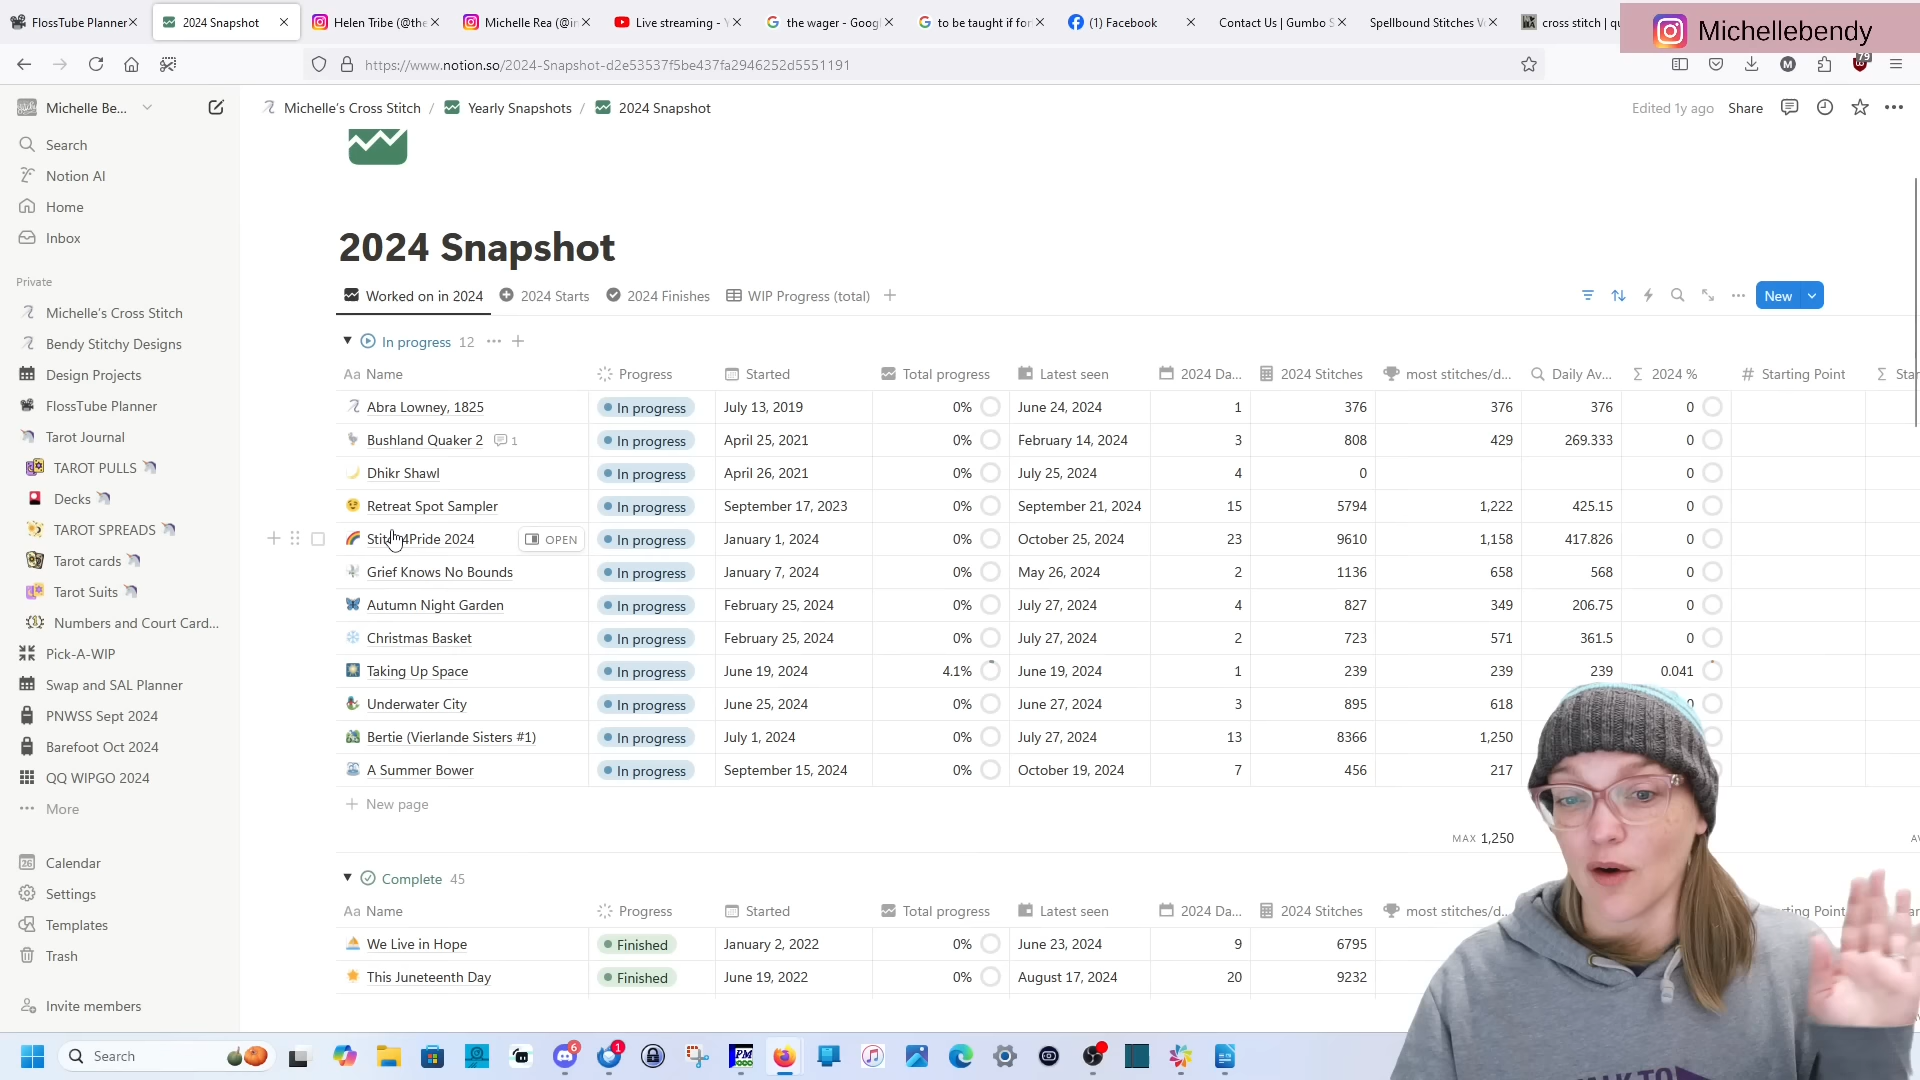 FlossTube Planner
2024 Snapshot
Helen Tribe (@the
Michelle Rea (@in
Live streaming - Y
the wager - Goog
to be taught if for
(1) Facebook
Contact Us | Gumbo S
Spellbound Stitches W
cross stitch | qu
Michellebendy
https://www.notion.so/2024-Snapshot-d2e53537f5be437fa2946252d5551191
M
79
Michelle Be...
Michelle's Cross Stitch / Yearly Snapshots / 2024 Snapshot
Edited 1y ago Share
Search
Notion AI
Home
Inbox
Private
Michelle's Cross Stitch
Bendy Stitchy Designs
Design Projects
FlossTube Planner
Tarot Journal
TAROT PULLS
Decks
TAROT SPREADS
Tarot cards
Tarot Suits
Numbers and Court Card...
Pick-A-WIP
Swap and SAL Planner
PNWSS Sept 2024
Barefoot Oct 2024
QQ WIPGO 2024
More
Calendar
Settings
Templates
Trash
Invite members
2024 Snapshot
Worked on in 2024 2024 Starts 2024 Finishes WIP Progress (total)
New
In progress 12
Aa Name Progress Started Total progress Latest seen 2024 Da... 2024 Stitches most stitches/d... Daily Av... Σ 2024 % # Starting Point Σ Star
Abra Lowney, 1825 In progress July 13, 2019 0% June 24, 2024 1 376 376 376 0
Bushland Quaker 2 1 In progress April 25, 2021 0% February 14, 2024 3 808 429 269.333 0
Dhikr Shawl In progress April 26, 2021 0% July 25, 2024 4 0 0
Retreat Spot Sampler In progress September 17, 2023 0% September 21, 2024 15 5794 1,222 425.15 0
Stitch4Pride 2024 OPEN In progress January 1, 2024 0% October 25, 2024 23 9610 1,158 417.826 0
Grief Knows No Bounds In progress January 7, 2024 0% May 26, 2024 2 1136 658 568 0
Autumn Night Garden In progress February 25, 2024 0% July 27, 2024 4 827 349 206.75 0
Christmas Basket In progress February 25, 2024 0% July 27, 2024 2 723 571 361.5 0
Taking Up Space In progress June 19, 2024 4.1% June 19, 2024 1 239 239 239 0.041
Underwater City In progress June 25, 2024 0% June 27, 2024 3 895 618 0
Bertie (Vierlande Sisters #1) In progress July 1, 2024 0% July 27, 2024 13 8366 1,250
A Summer Bower In progress September 15, 2024 0% October 19, 2024 7 456 217
New page
MAX 1,250
Complete 45
Aa Name Progress Started Total progress Latest seen 2024 Da... 2024 Stitches most stitches/d... rting Point Σ Star
We Live in Hope Finished January 2, 2022 0% June 23, 2024 9 6795
This Juneteenth Day Finished June 19, 2022 0% August 17, 2024 20 9232
Search
6
1
PM